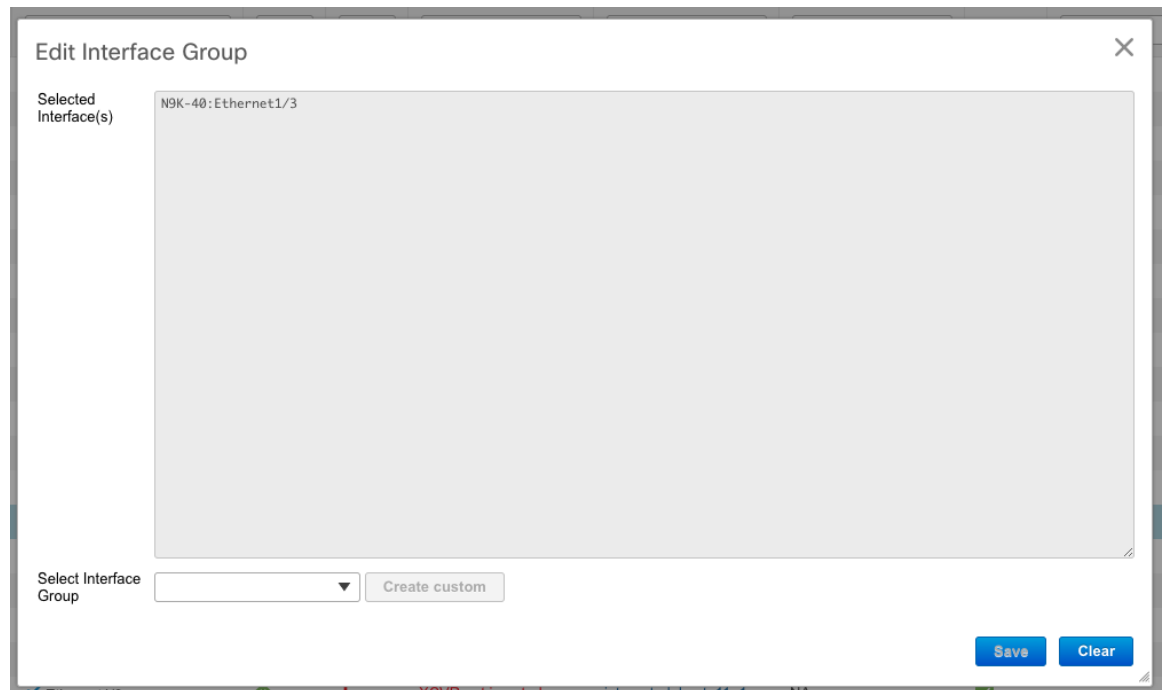 Edit Interface Group
Selected
Interface(s)
N9K-40:Ethernet1/3
Select Interface
Group
Create custom
Save
Clear